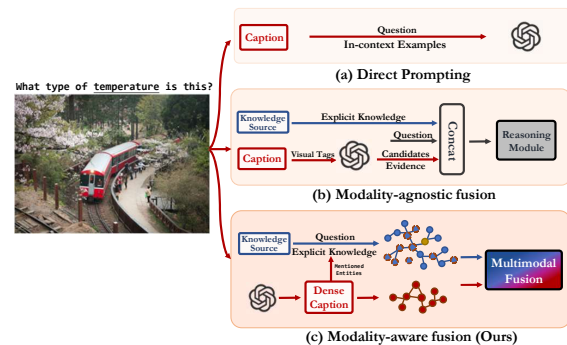 What type of temperature is this?
Caption
Question
In-context Examples
(a) Direct Prompting
Knowledge
Source
Explicit Knowledge
Question
Caption
Visual Tags
Candidates
Evidence
Concat
Reasoning
Module
(b) Modality-agnostic fusion
Knowledge
Source
Question
Explicit Knowledge
Mentioned
Entities
Dense
Caption
Multimodal
Fusion
(c) Modality-aware fusion (Ours)